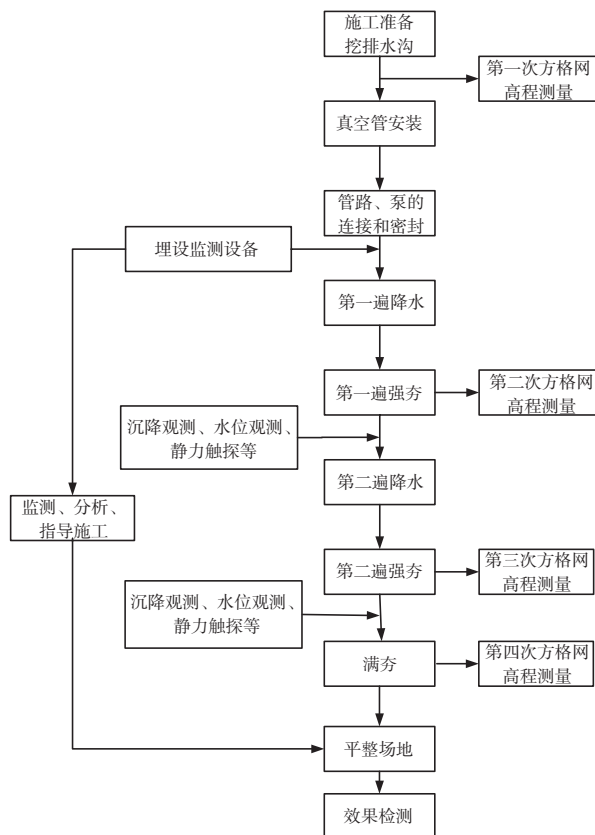 施工准备
挖排水沟
第一次方格网
高程测量
真空管安装
管路、泵的
连接和密封
埋设监测设备
第一遍降水
第一遍强夯
第二次方格网
高程测量
沉降观测、水位观测、
静力触探等
第二遍降水
监测、分析、
指导施工
第二遍强夯
第三次方格网
高程测量
沉降观测、水位观测、
静力触探等
满夯
第四次方格网
高程测量
平整场地
效果检测